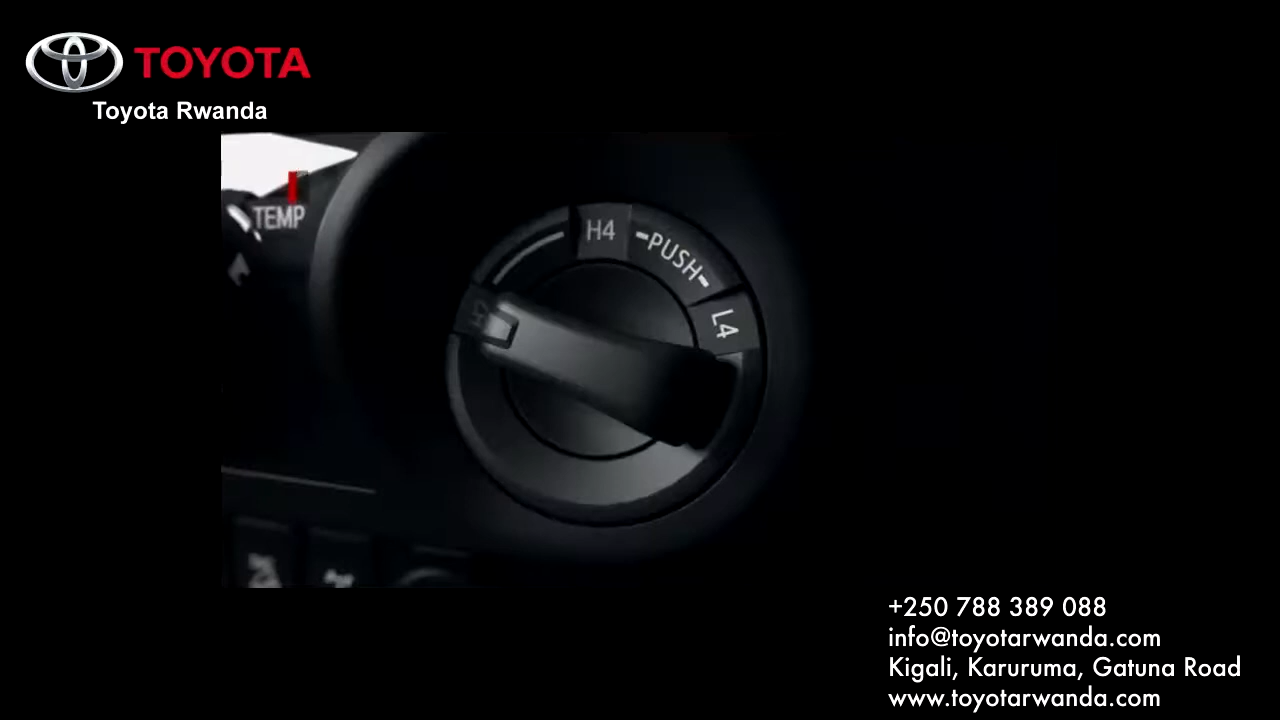 TOYOTA
Toyota Rwanda
TEMP
H4
-PUSH-
L4
+250 788 389 088
info@toyotarwanda.com
Kigali, Karuruma, Gatuna Road
www.toyotarwanda.com